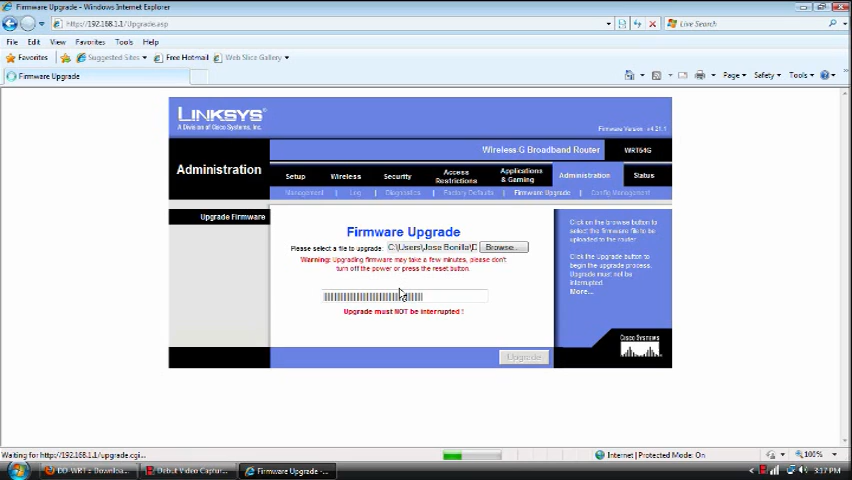 Firmware Upgrade - Windows Internet Explorer
http://192.168.1.1/Upgrade.asp
Live Search
File Edit View Favorites Tools Help
Favorites Suggested Sites Free Hotmail Web Slice Gallery
Firmware Upgrade
Page Safety Tools
LINKSYS®
A Division of Cisco Systems, Inc.
Firmware Version : v4.21.1
Wireless-G Broadband Router WRT54G
Administration
Setup Wireless Security Access Restrictions Applications & Gaming Administration Status
Management Log Diagnostics Factory Defaults Firmware Upgrade Config Management
Upgrade Firmware
Firmware Upgrade
Please select a file to upgrade: C:\Users\Jose Bonilla\D Browse...
Warning: Upgrading firmware may take a few minutes, please don't
turn off the power or press the reset button.
Upgrade must NOT be interrupted !
Click on the browse button to
select the firmware file to be
uploaded to the router.
Click the Upgrade button to
begin the upgrade process.
Upgrade must not be
interrupted.
More...
CISCO SYSTEMS
Upgrade
Waiting for http://192.168.1.1/upgrade.cgi...
Internet | Protected Mode: On
100%
DD-WRT » Downloa...
Debut Video Captur...
Firmware Upgrade -...
3:17 PM